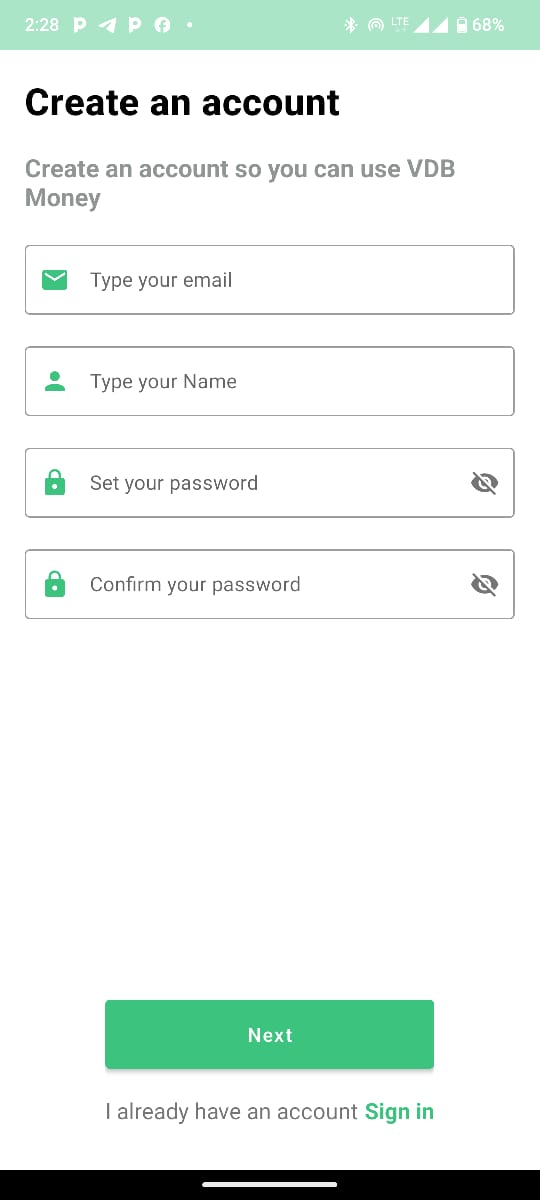 2:28
LTE
68%
Create an account
Create an account so you can use VDB
Money
Type your email
Type your Name
Set your password
Confirm your password
Next
I already have an account Sign in